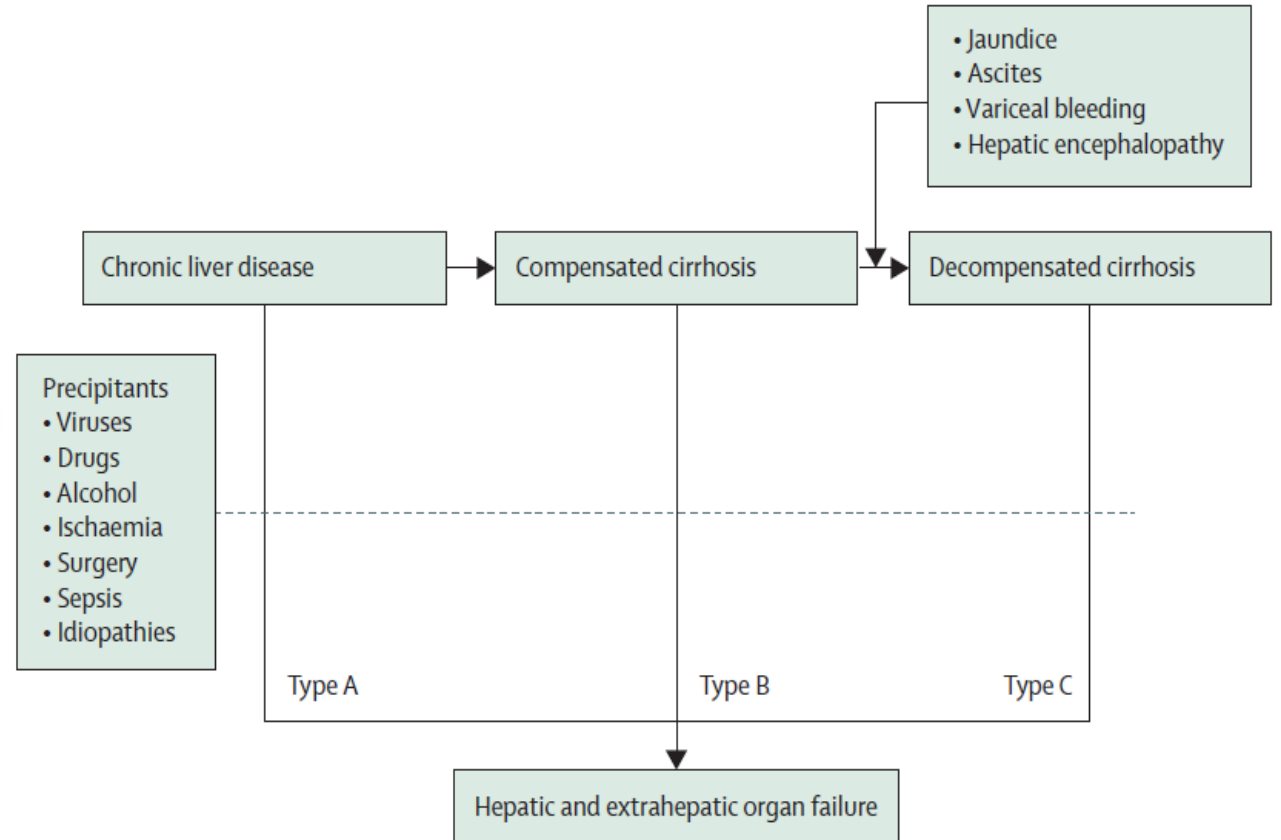 • Jaundice
• Ascites
• Variceal bleeding
• Hepatic encephalopathy
Chronic liver disease
Compensated cirrhosis
Decompensated cirrhosis
Precipitants
• Viruses
• Drugs
• Alcohol
• Ischaemia
• Surgery
• Sepsis
• Idiopathies
Type A
Type B
Type C
Hepatic and extrahepatic organ failure